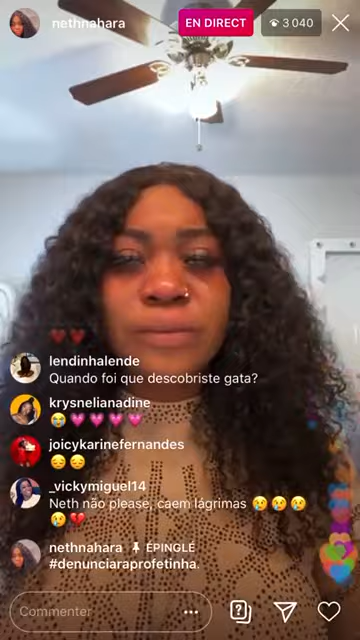 nethnahara
EN DIRECT
3 040
lendinhalende
Quando foi que descobriste gata?
krysnelianadine
😭💗💗💗💗
joicykarinefernandes
😔😔
_vickymiguel14
Neth não please, caem lágrimas 😢😢😢
😢💔
nethnahara 📌 ÉPINGLÉ
#denunciaraprofetinha.
Commenter